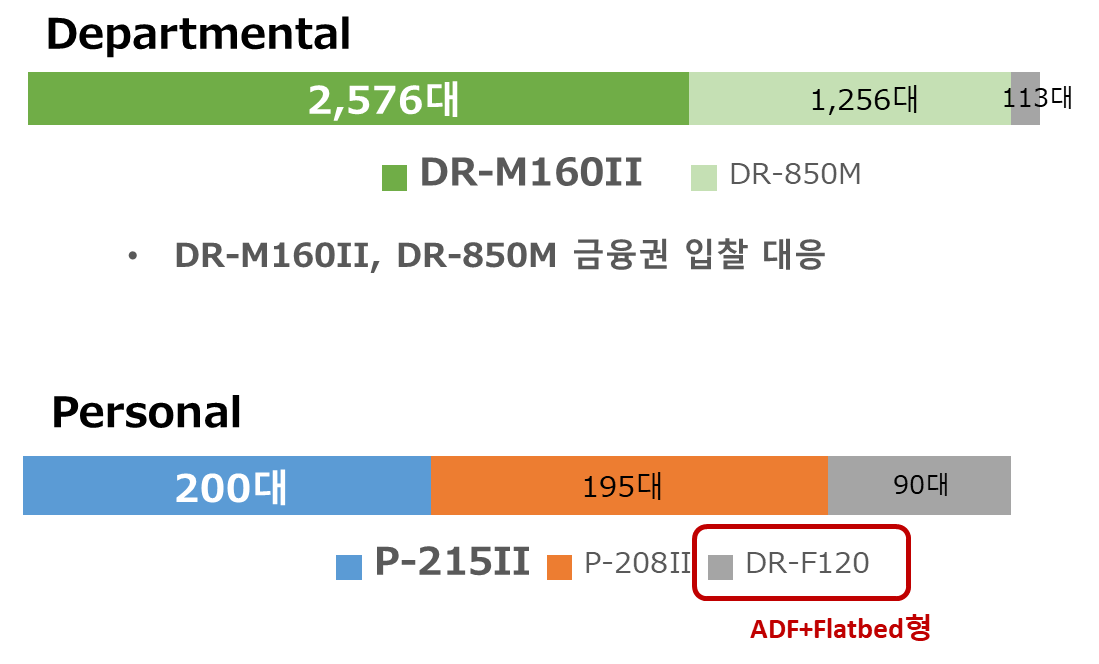 Departmental
2,576대 1,256대 113대
DR-M160II DR-850M
• DR-M160II, DR-850M 금융권 입찰 대응
Personal
200대 195대 90대
P-215II P-208II DR-F120
ADF+Flatbed형